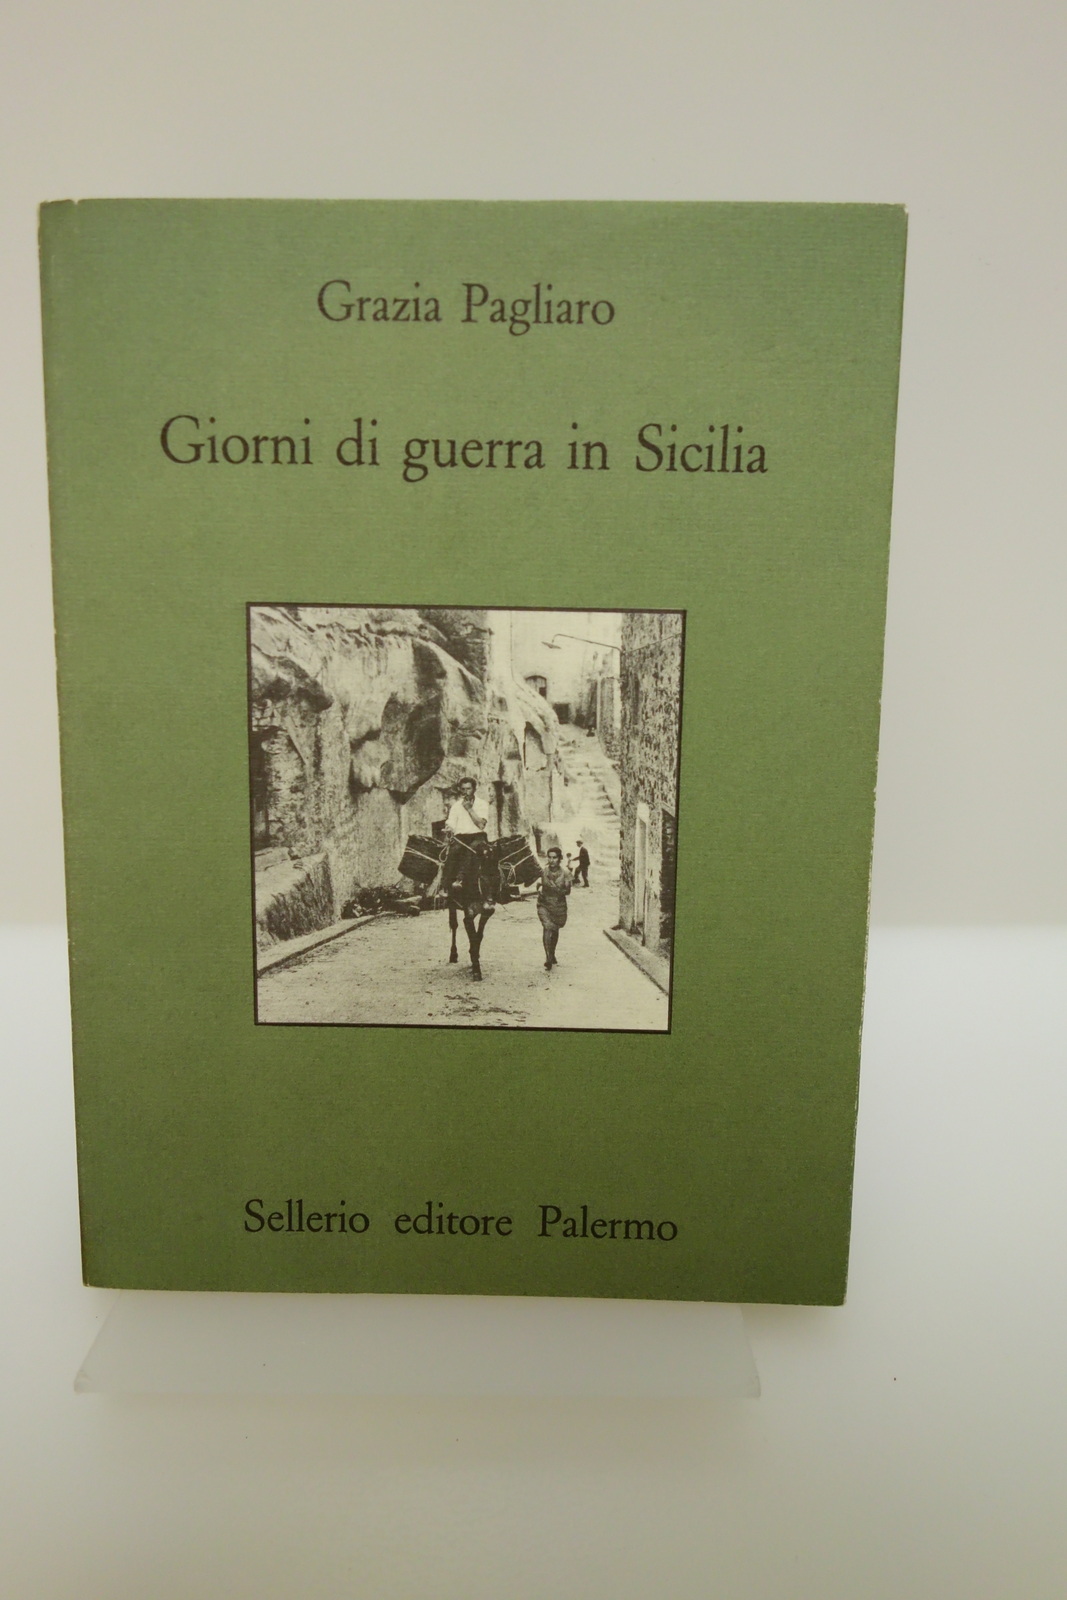 Grazia Pagliaro
Giorni di guerra in Sicilia
Sellerio editore Palermo